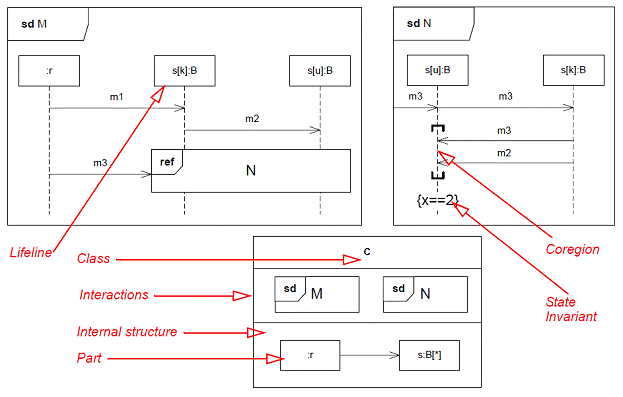 sd M
:r
s[k]:B
s[u]:B
m1
m2
m3
ref
N
sd N
s[u]:B
s[k]:B
m3
m3
m3
m2
{x==2}
Lifeline
Coregion
State
Invariant
Class
C
Interactions
sd
M
sd
N
Internal structure
Part
:r
s:B[*]